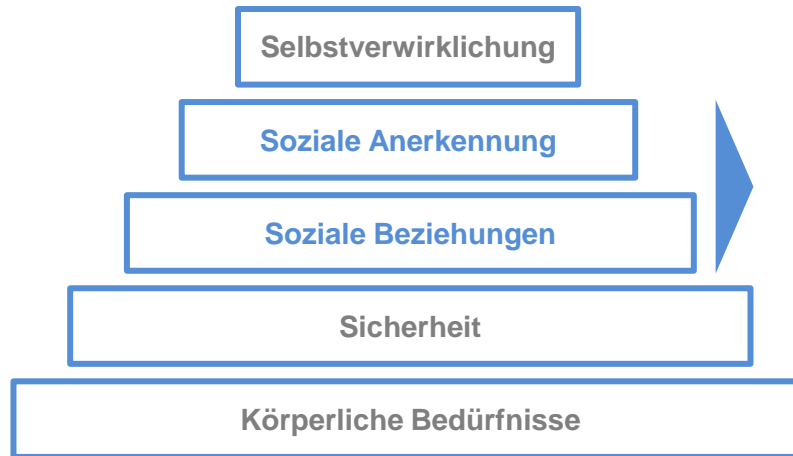 Selbstverwirklichung
Soziale Anerkennung
Soziale Beziehungen
Sicherheit
Körperliche Bedürfnisse